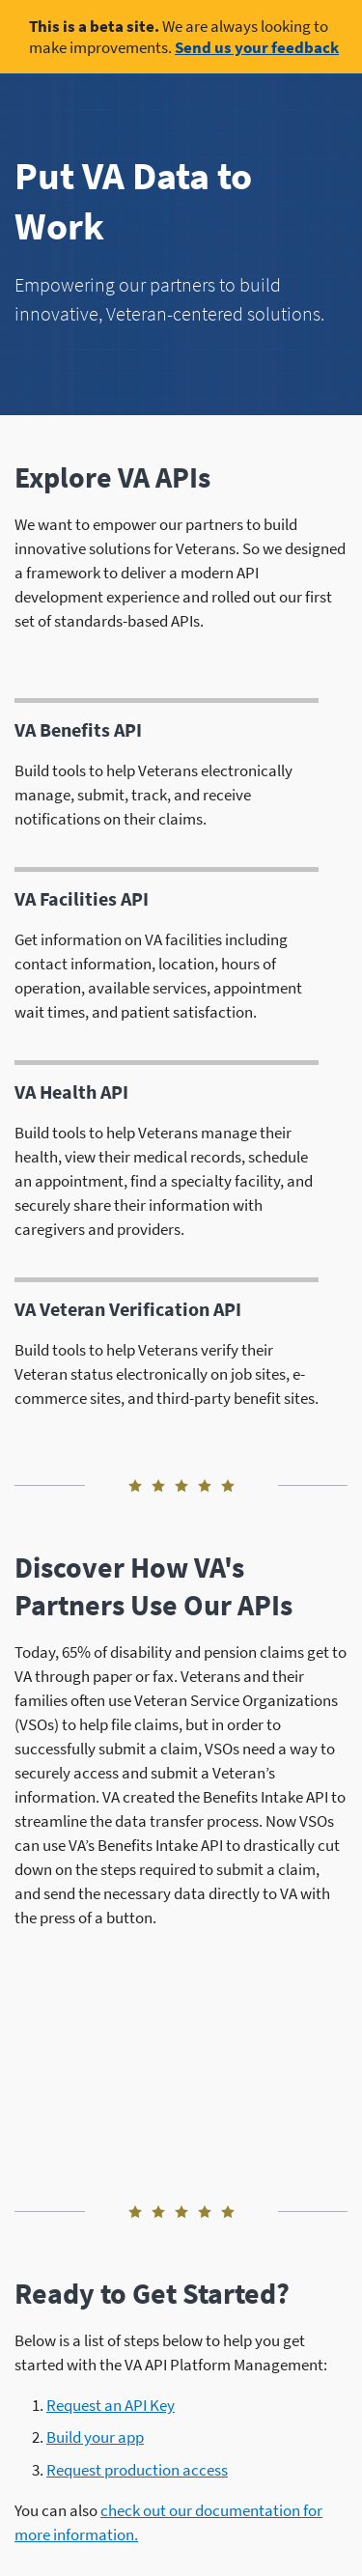 This is a beta site. We are always looking to
make improvements. Send us your feedback
Put VA Data to
Work
Empowering our partners to build
innovative, Veteran-centered solutions.
Explore VA APIs
We want to empower our partners to build
innovative solutions for Veterans. So we designed
a framework to deliver a modern API
development experience and rolled out our first
set of standards-based APIs.
VA Benefits API
Build tools to help Veterans electronically
manage, submit, track, and receive
notifications on their claims.
VA Facilities API
Get information on VA facilities including
contact information, location, hours of
operation, available services, appointment
wait times, and patient satisfaction.
VA Health API
Build tools to help Veterans manage their
health, view their medical records, schedule
an appointment, find a specialty facility, and
securely share their information with
caregivers and providers.
VA Veteran Verification API
Build tools to help Veterans verify their
Veteran status electronically on job sites, e-
commerce sites, and third-party benefit sites.
Discover How VA's
Partners Use Our APIs
Today, 65% of disability and pension claims get to
VA through paper or fax. Veterans and their
families often use Veteran Service Organizations
(VSOs) to help file claims, but in order to
successfully submit a claim, VSOs need a way to
securely access and submit a Veteran’s
information. VA created the Benefits Intake API to
streamline the data transfer process. Now VSOs
can use VA’s Benefits Intake API to drastically cut
down on the steps required to submit a claim,
and send the necessary data directly to VA with
the press of a button.
Ready to Get Started?
Below is a list of steps below to help you get
started with the VA API Platform Management:
1. Request an API Key
2. Build your app
3. Request production access
You can also check out our documentation for
more information.